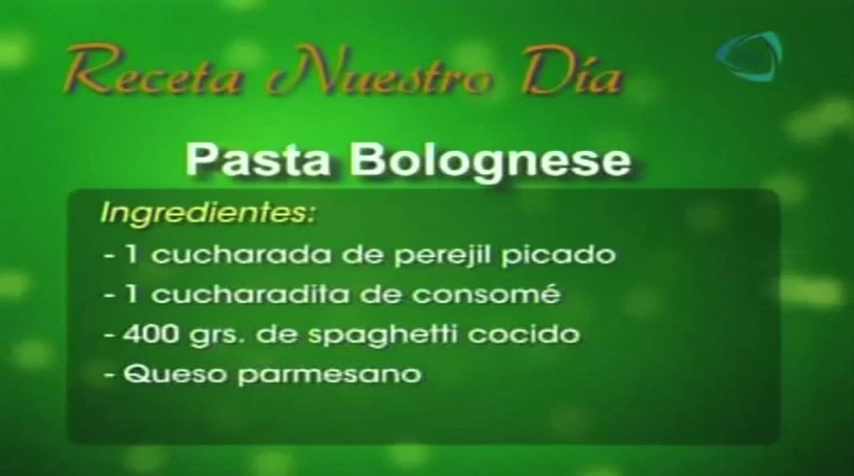 Receta Nuestro Día
Pasta Bolognese
Ingredientes:
- 1 cucharada de perejil picado
- 1 cucharadita de consomé
- 400 grs. de spaghetti cocido
- Queso parmesano